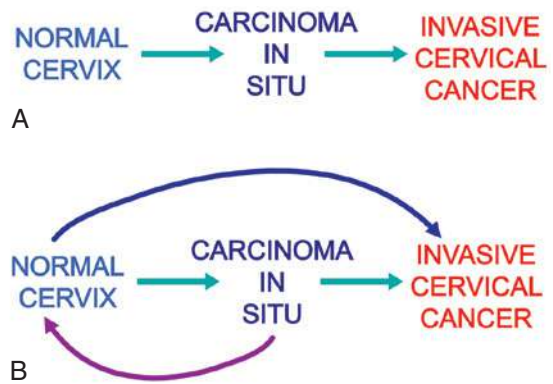 NORMAL
CERVIX
CARCINOMA
IN
SITU
INVASIVE
CERVICAL
CANCER
A
NORMAL
CERVIX
CARCINOMA
IN
SITU
INVASIVE
CERVICAL
CANCER
B